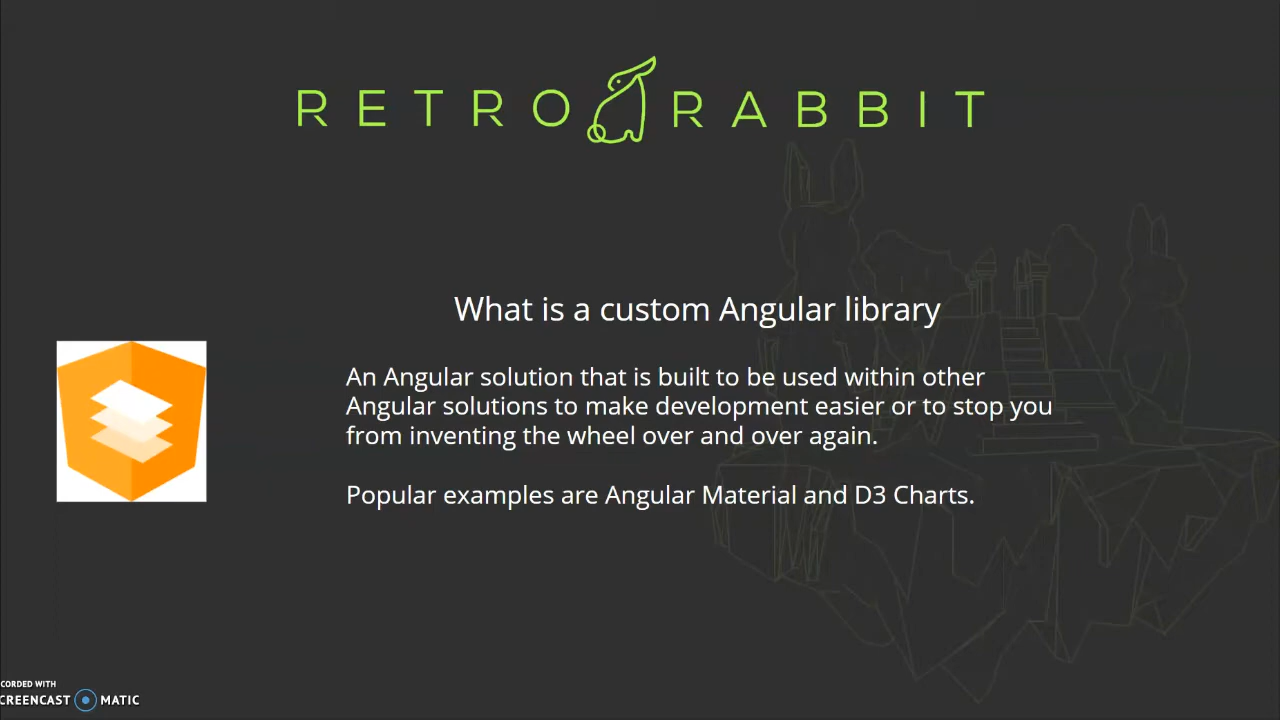 RETRO RABBIT
What is a custom Angular library
An Angular solution that is built to be used within other
Angular solutions to make development easier or to stop you
from inventing the wheel over and over again.
Popular examples are Angular Material and D3 Charts.
CORDED WITH
CREENCAST MATIC